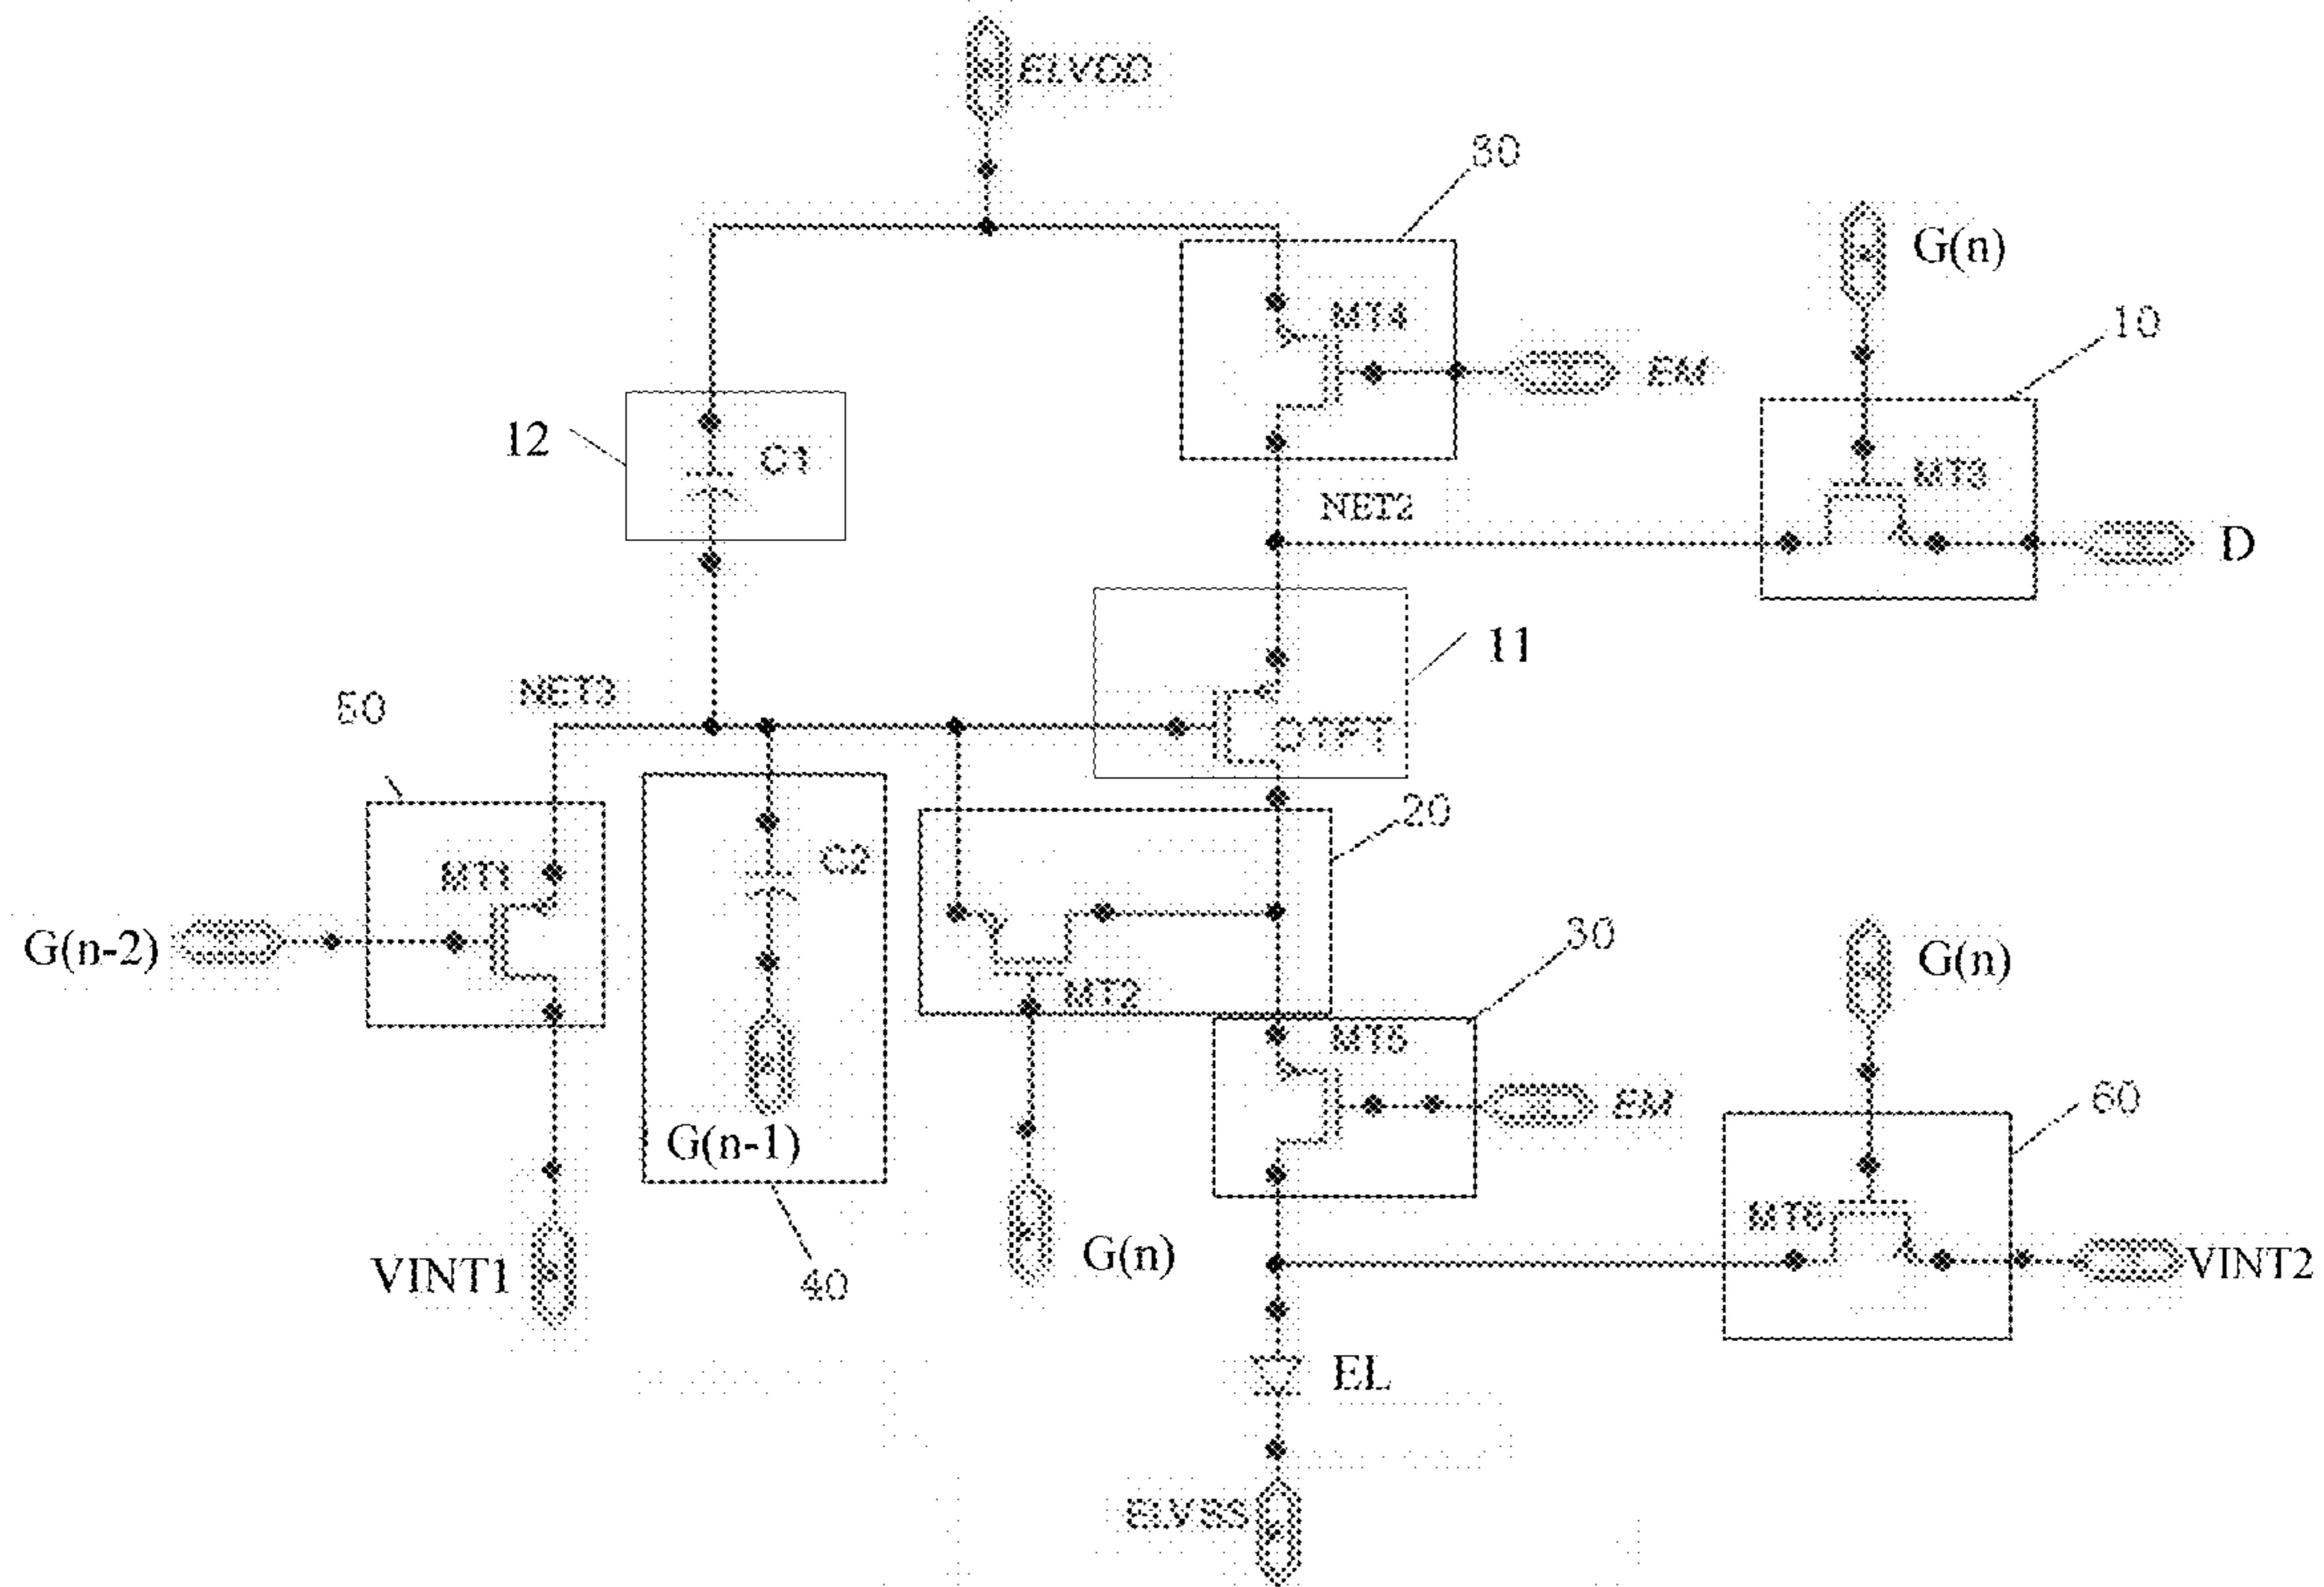 ELVDD
30
G(n)
MT4
10
EM
12
C1
MT3
NET2
D
11
NET3
50
DTFT
20
C2
MT1
30
G(n-2)
G(n)
MT2
MT5
60
EM
G(n-1)
MT6
G(n)
VINT2
VINT1
40
EL
ELVSS